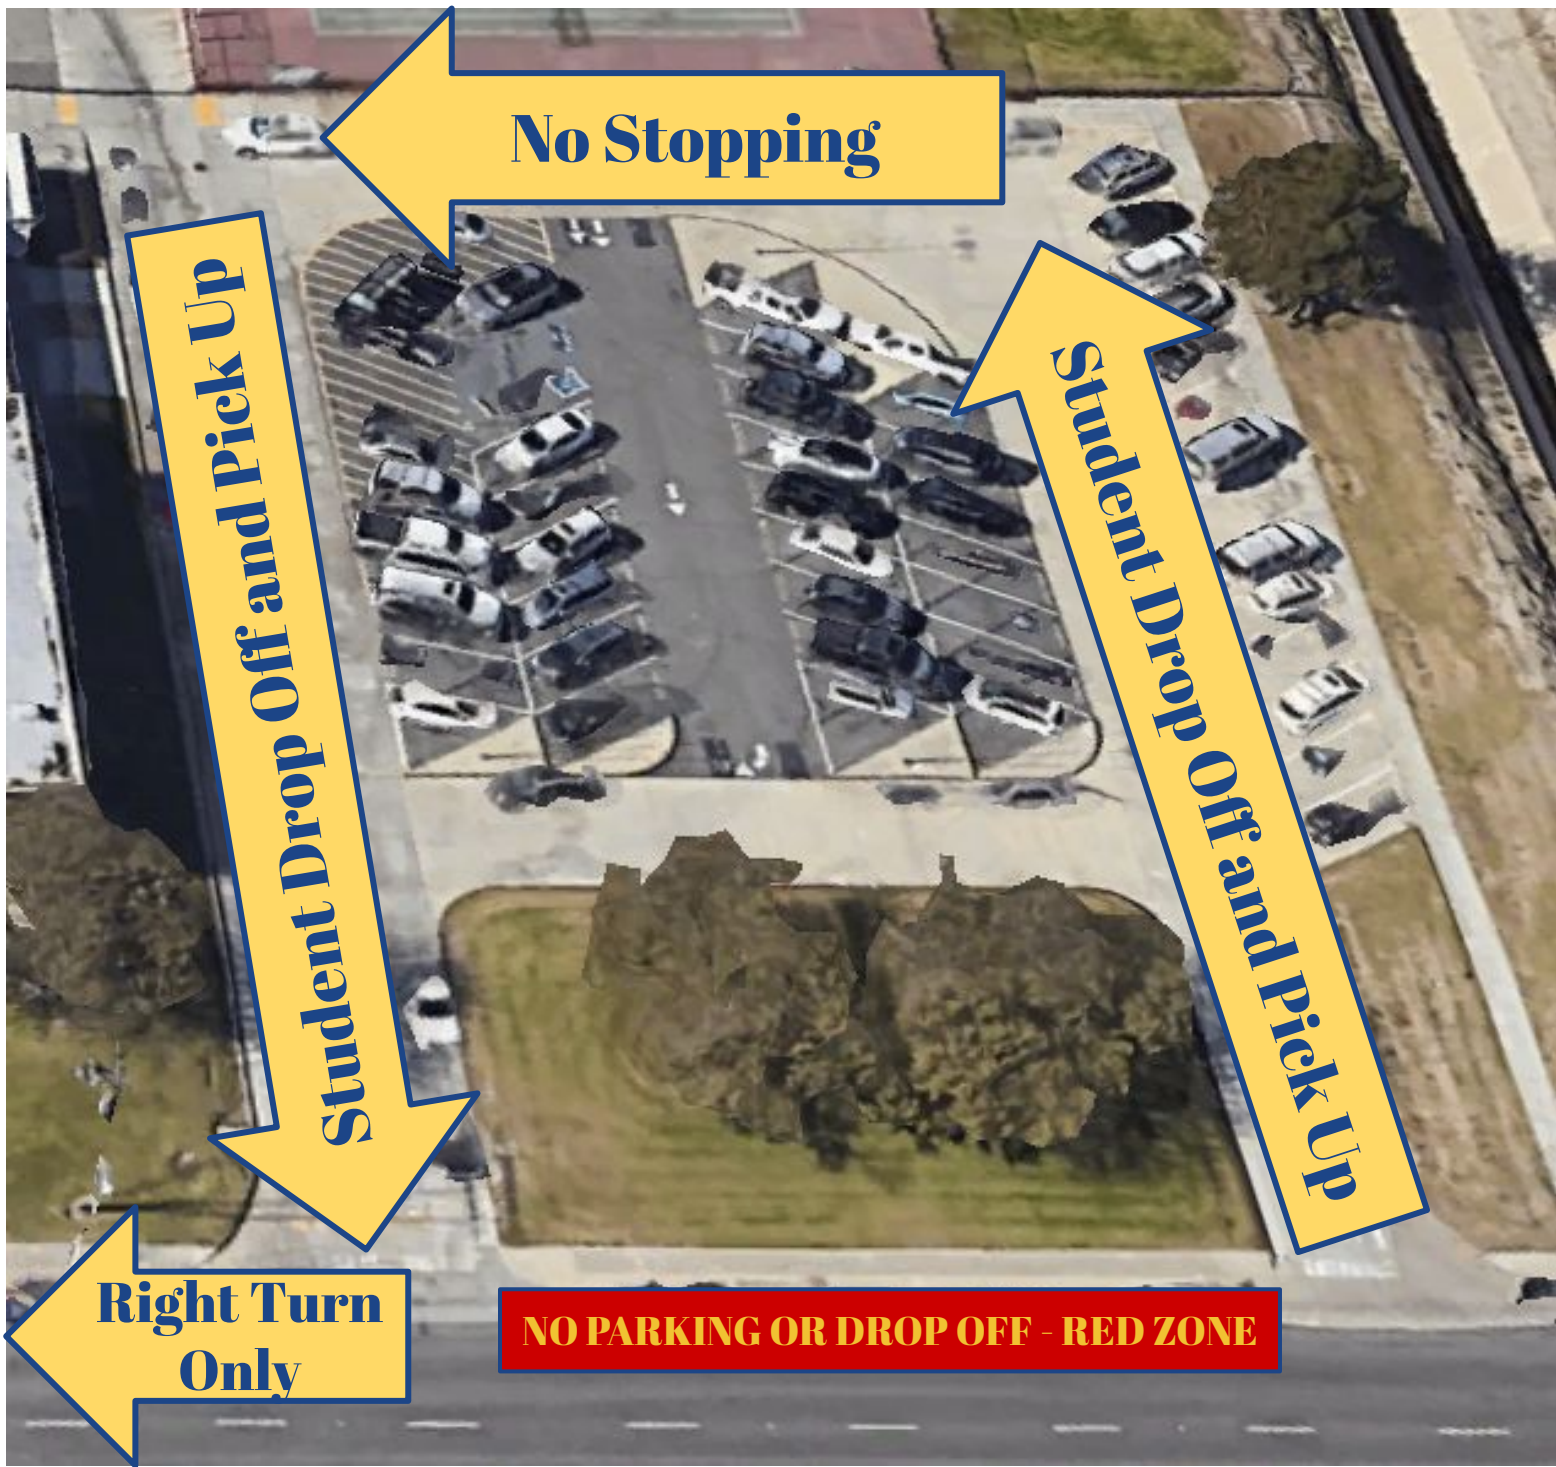 No Stopping
Student Drop Off and Pick Up
Student Drop Off and Pick Up
Right Turn
Only
NO PARKING OR DROP OFF - RED ZONE